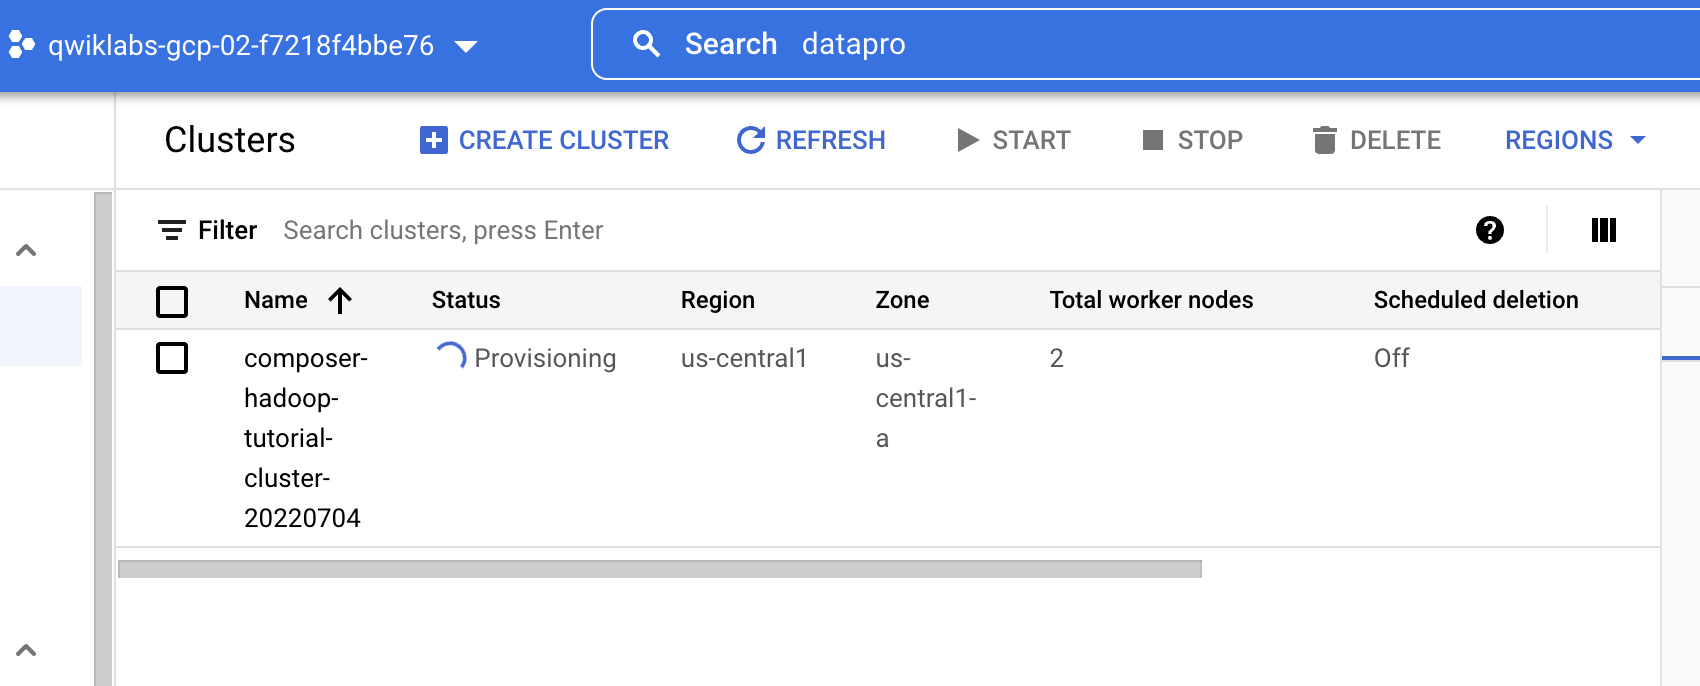 qwiklabs-gcp-02-f7218f4bbe76
Search datapro
Clusters CREATE CLUSTER REFRESH START STOP DELETE REGIONS
Filter Search clusters, press Enter
Name Status Region Zone Total worker nodes Scheduled deletion
composer- Provisioning us-central1 us- 2 Off
hadoop- central1-
tutorial- a
cluster-
20220704